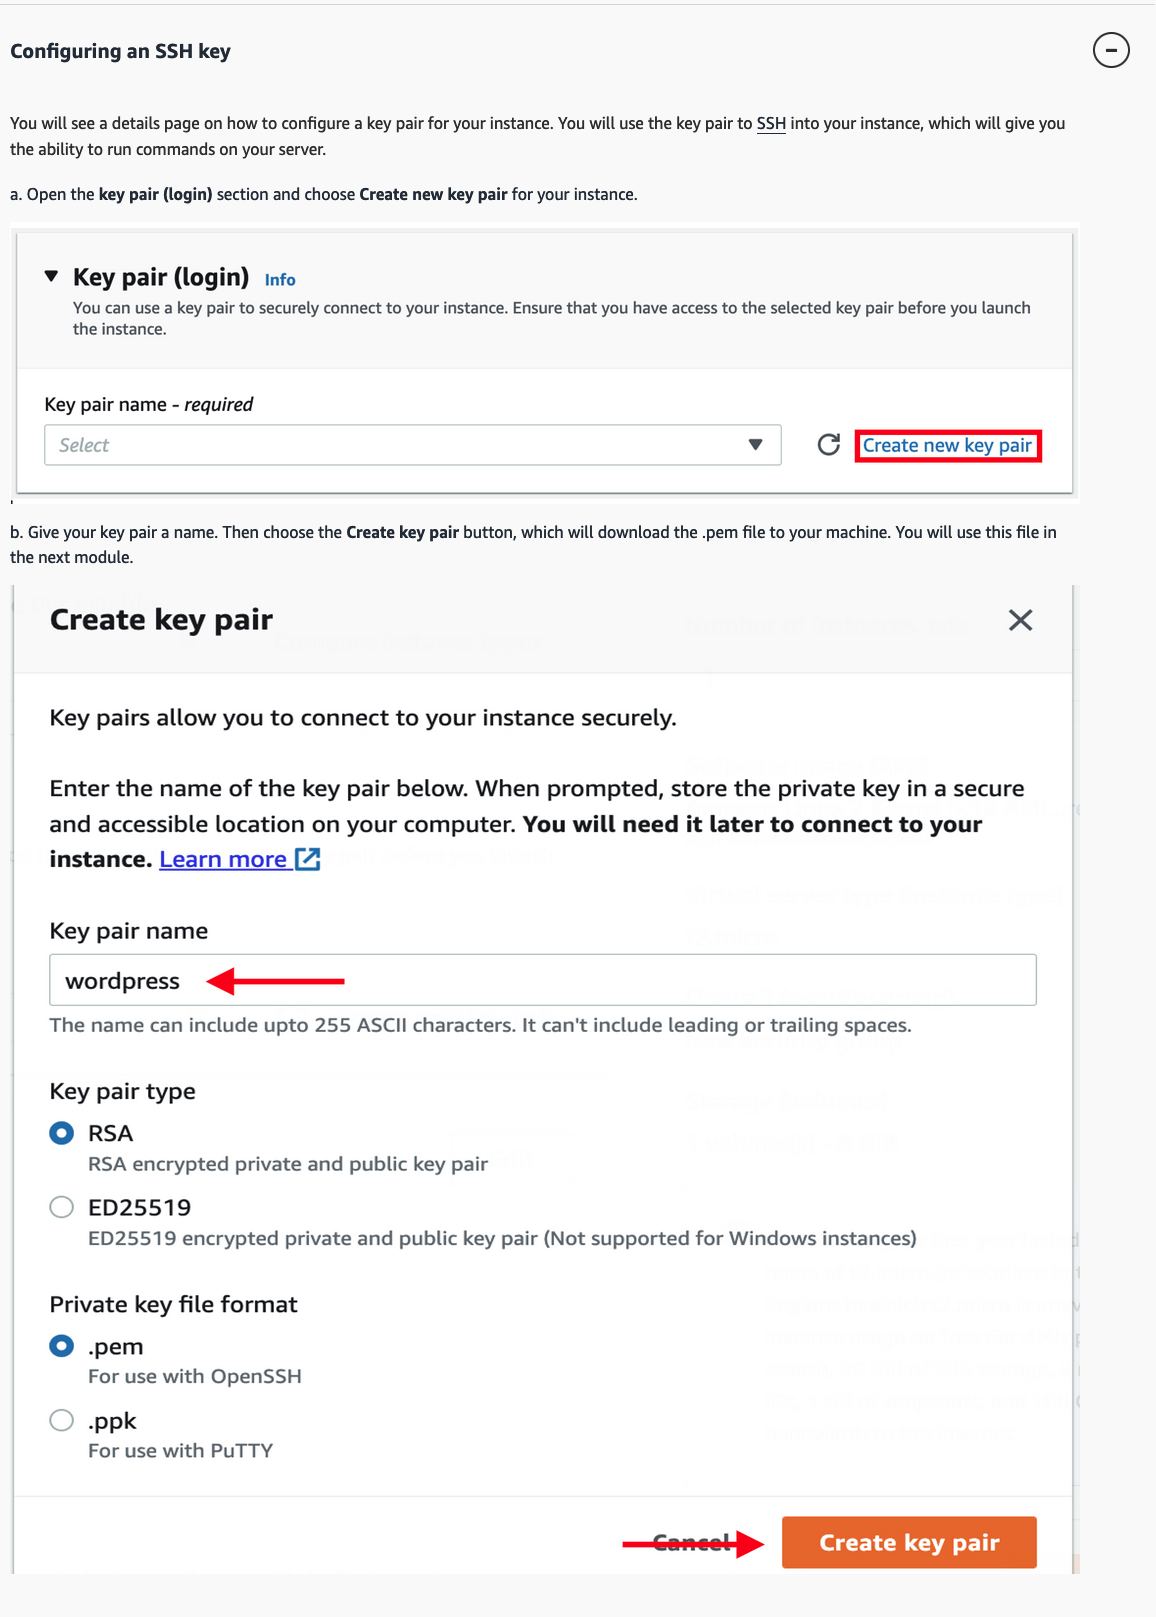 Configuring an SSH key
You will see a details page on how to configure a key pair for your instance. You will use the key pair to SSH into your instance, which will give you
the ability to run commands on your server.
a. Open the key pair (login) section and choose Create new key pair for your instance.
Key pair (login) Info
You can use a key pair to securely connect to your instance. Ensure that you have access to the selected key pair before you launch
the instance.
Key pair name - required
Select
Create new key pair
b. Give your key pair a name. Then choose the Create key pair button, which will download the .pem file to your machine. You will use this file in
the next module.
Create key pair
Key pairs allow you to connect to your instance securely.
Enter the name of the key pair below. When prompted, store the private key in a secure
and accessible location on your computer. You will need it later to connect to your
instance. Learn more
Key pair name
wordpress
The name can include upto 255 ASCII characters. It can't include leading or trailing spaces.
Key pair type
RSA
RSA encrypted private and public key pair
ED25519
ED25519 encrypted private and public key pair (Not supported for Windows instances)
Private key file format
.pem
For use with OpenSSH
.ppk
For use with PuTTY
Cancel
Create key pair